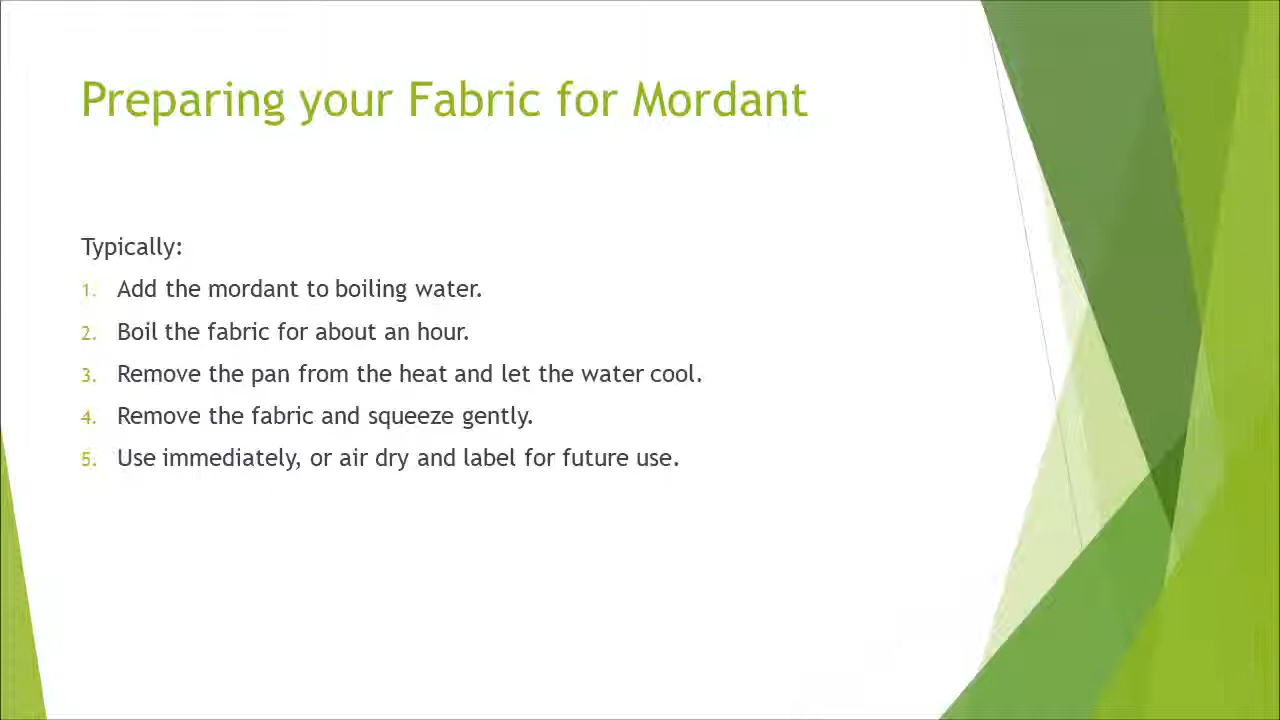 Preparing your Fabric for Mordant
Typically:
1. Add the mordant to boiling water.
2. Boil the fabric for about an hour.
3. Remove the pan from the heat and let the water cool.
4. Remove the fabric and squeeze gently.
5. Use immediately, or air dry and label for future use.